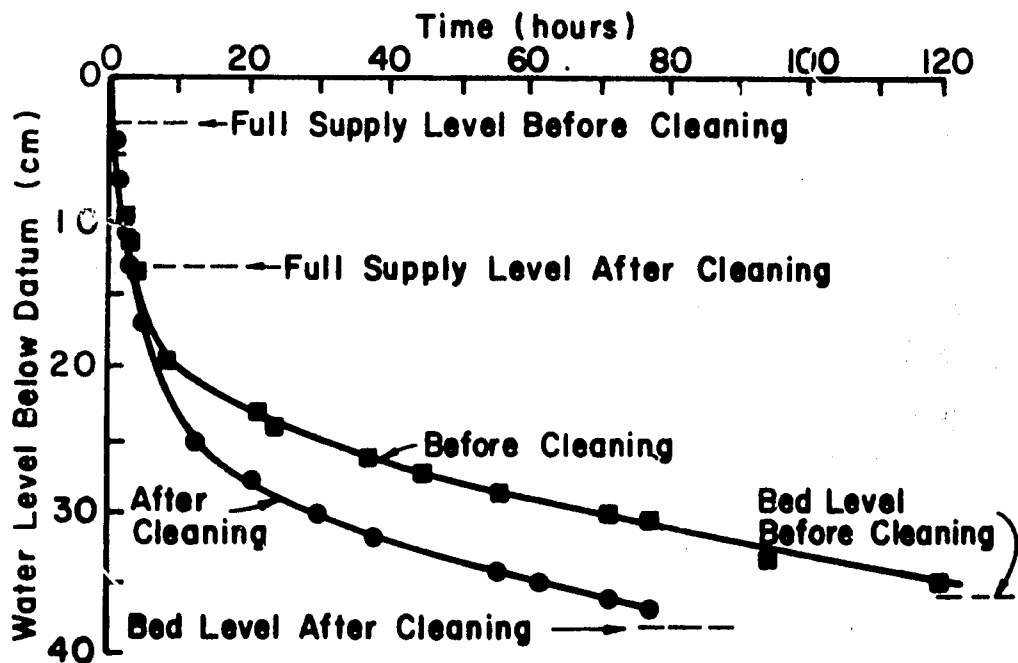 Time (hours)
0 20 40 60 80 100 120
0
10
20
30
40
Water Level Below Datum (cm)
Full Supply Level Before Cleaning
Full Supply Level After Cleaning
Before Cleaning
After
Cleaning
Bed Level
Before Cleaning
Bed Level After Cleaning